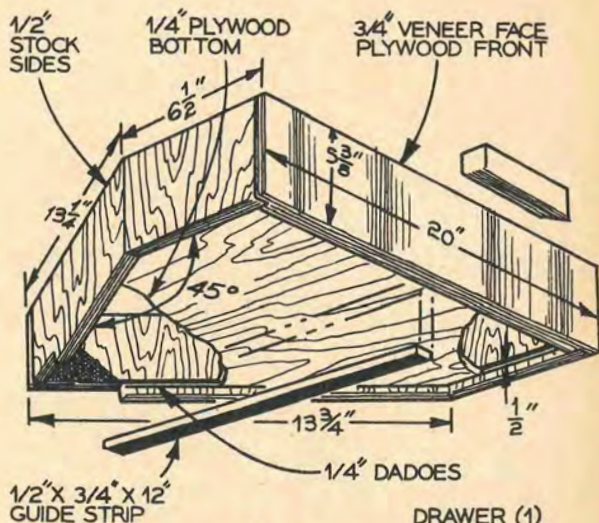 1/2"
STOCK
SIDES
1/4" PLYWOOD
BOTTOM
3/4" VENEER FACE
PLYWOOD FRONT
6 1/2"
5 3/8"
13 1/4"
20"
45°
1/2"
13 3/4"
1/4" DADOES
1/2" X 3/4" X 12"
GUIDE STRIP
DRAWER (1)